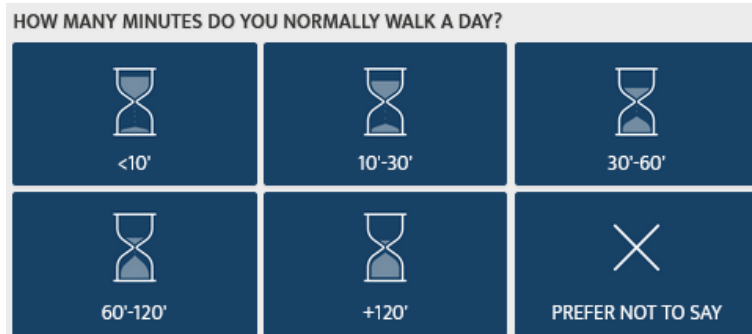 HOW MANY MINUTES DO YOU NORMALLY WALK A DAY?
<10'
10'-30'
30'-60'
60'-120'
+120'
PREFER NOT TO SAY